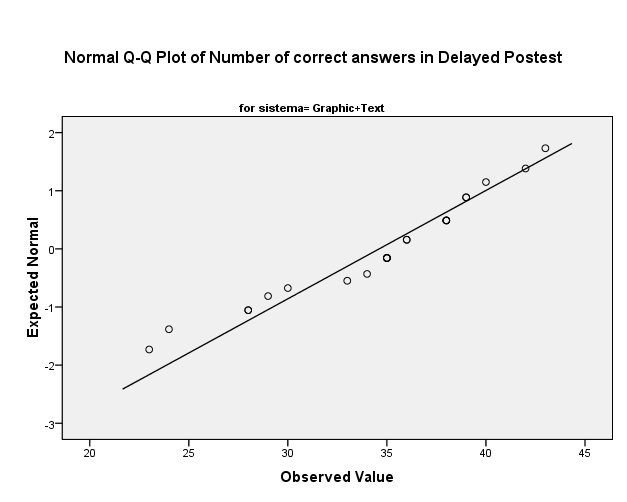 Normal Q-Q Plot of Number of correct answers in Delayed Postest
for sistema= Graphic+Text
2
1
0
-1
-2
-3
Expected Normal
20 25 30 35 40 45
Observed Value